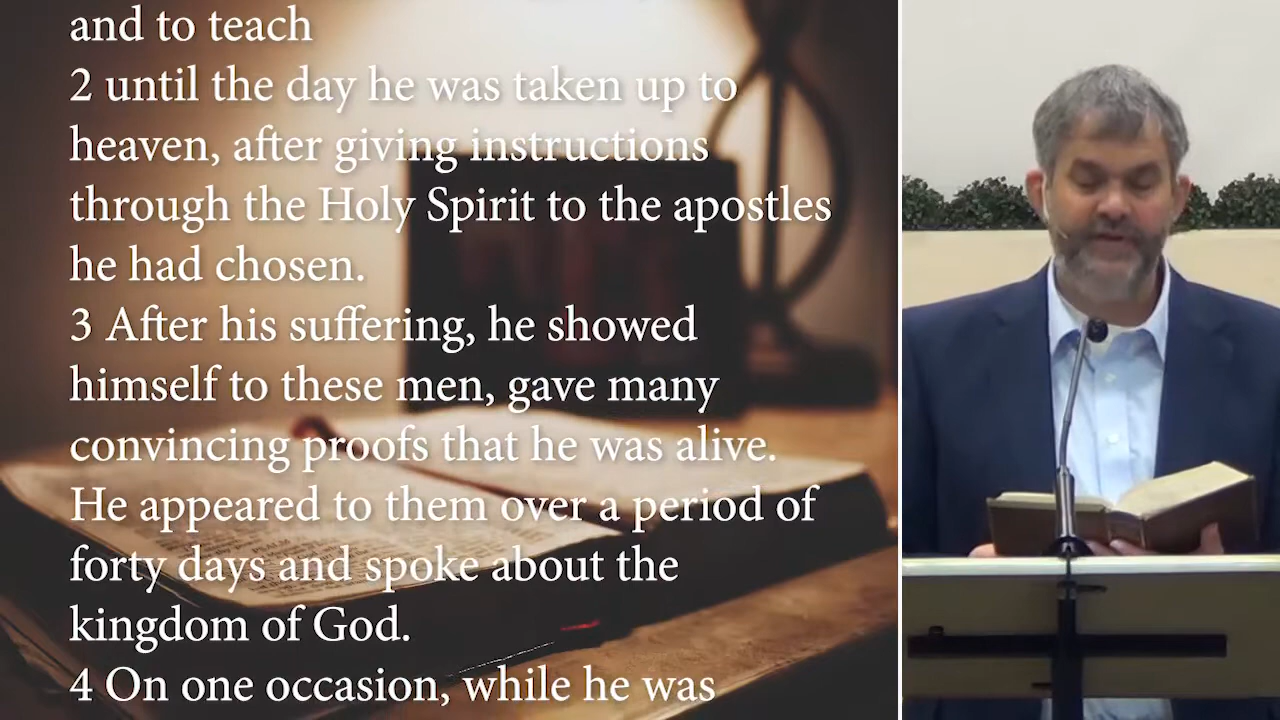 and to teach
2 until the day he was taken up to
heaven, after giving instructions
through the Holy Spirit to the apostles
he had chosen.
3 After his suffering, he showed
himself to these men, gave many
convincing proofs that he was alive.
He appeared to them over a period of
forty days and spoke about the
kingdom of God.
4 On one occasion, while he was